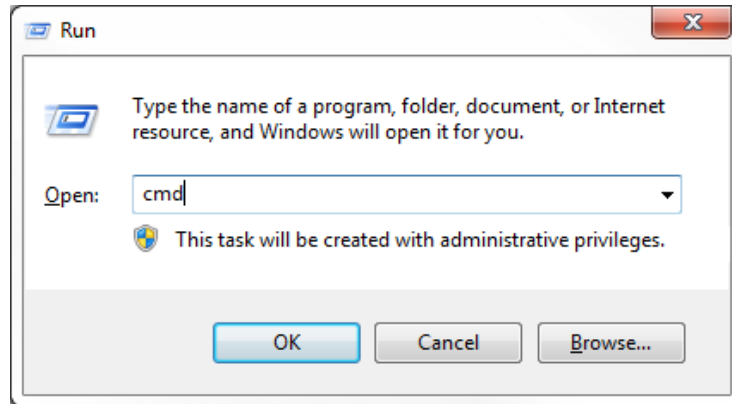 Run
Type the name of a program, folder, document, or Internet
resource, and Windows will open it for you.
Open: cmd
This task will be created with administrative privileges.
OK Cancel Browse...